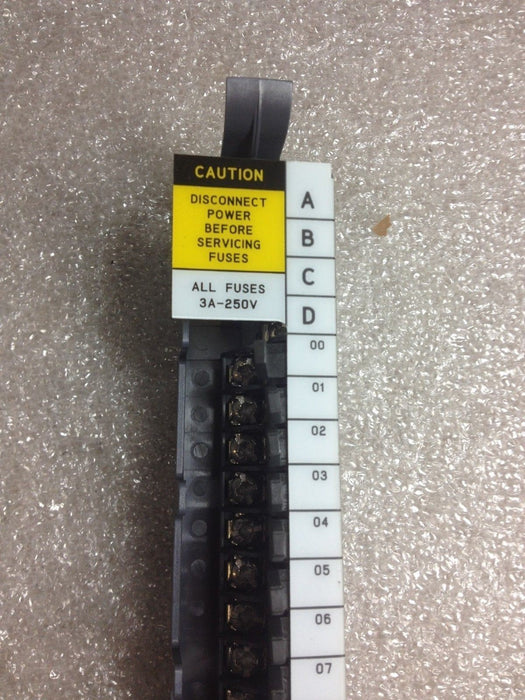 CAUTION
DISCONNECT
POWER
BEFORE
SERVICING
FUSES
ALL FUSES
3A-250V
A
B
C
D
00
01
02
03
04
05
06
07